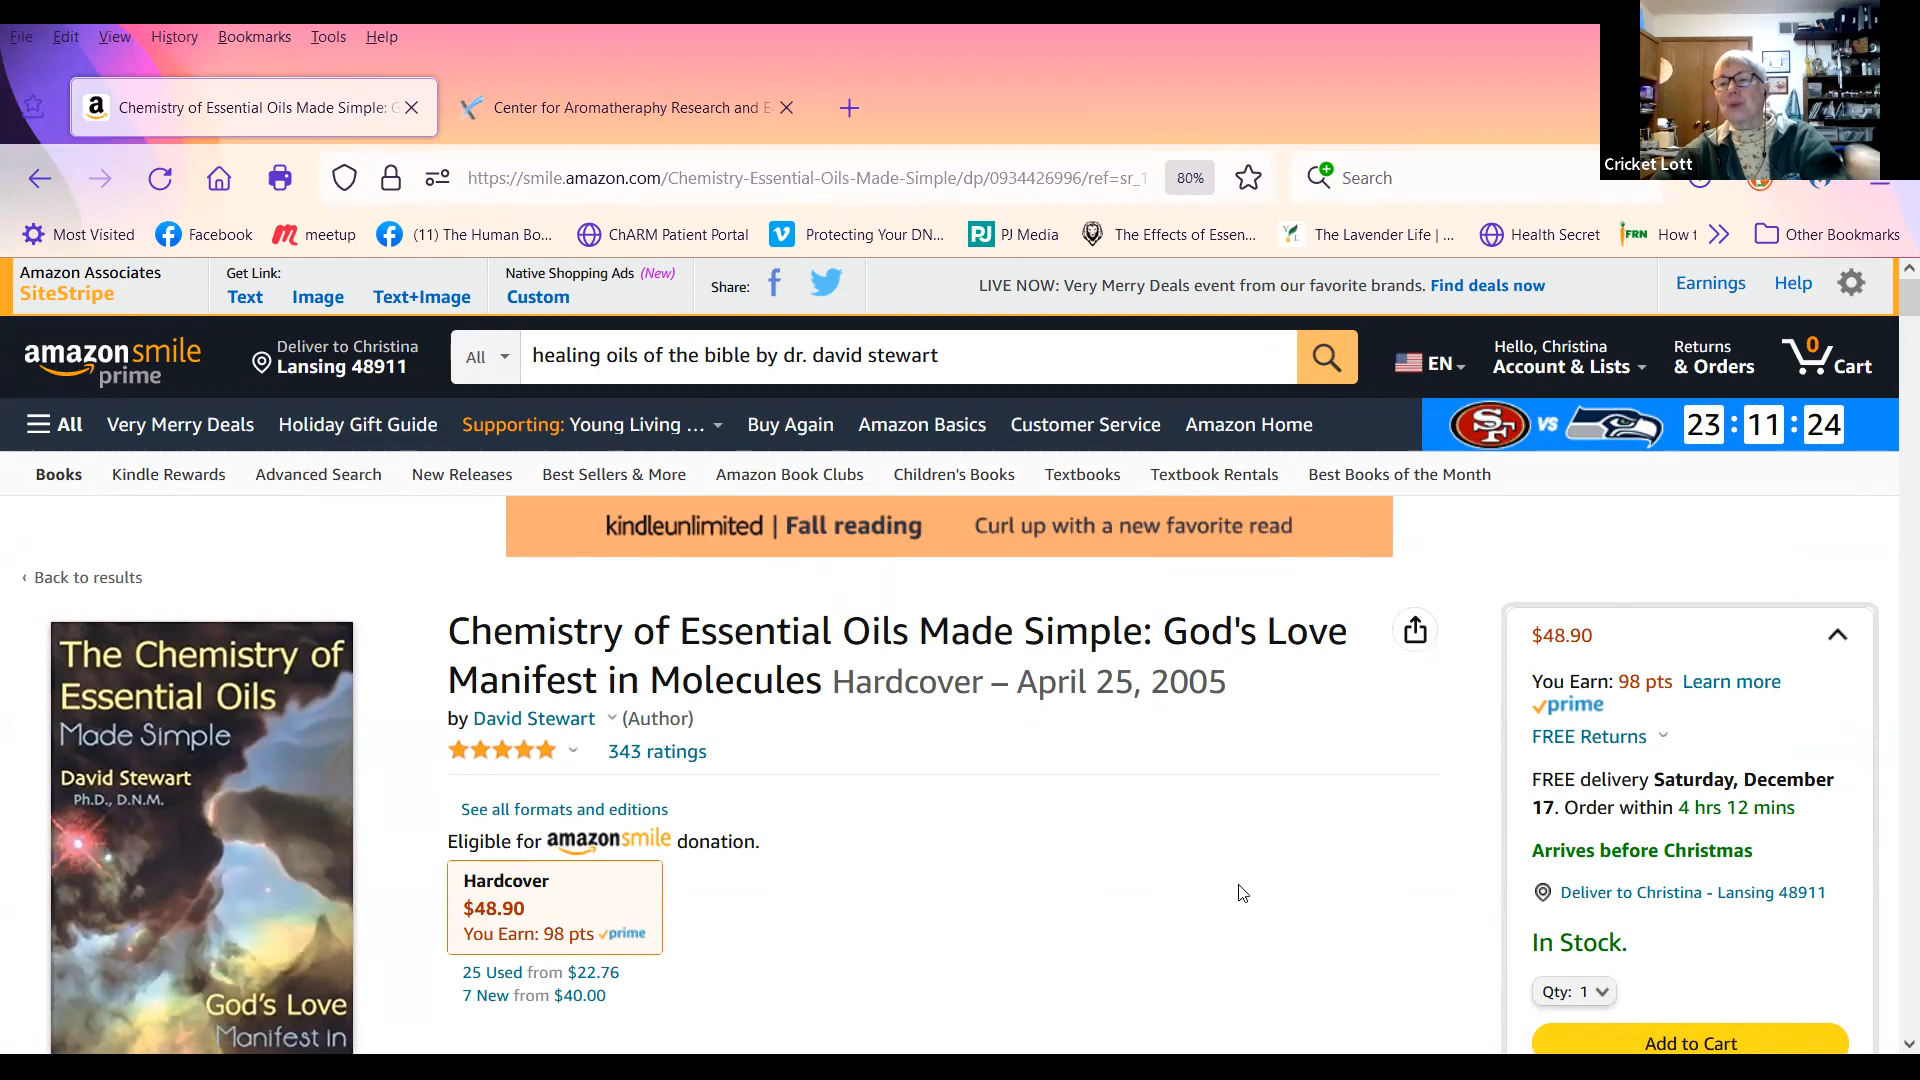 File Edit View History Bookmarks Tools Help
Chemistry of Essential Oils Made Simple: G
Center for Aromatheraphy Research and E
https://smile.amazon.com/Chemistry-Essential-Oils-Made-Simple/dp/0934426996/ref=sr_1
80%
Search
Cricket Lott
Most Visited Facebook meetup (11) The Human Bo... ChARM Patient Portal Protecting Your DN... PJ Media The Effects of Essen... The Lavender Life | ... Health Secret FRN How t Other Bookmarks
Amazon Associates
SiteStripe
Get Link:
Text Image Text+Image
Native Shopping Ads (New)
Custom
Share:
LIVE NOW: Very Merry Deals event from our favorite brands. Find deals now
Earnings Help
amazon smile
prime
Deliver to Christina
Lansing 48911
All
healing oils of the bible by dr. david stewart
EN
Hello, Christina
Account & Lists
Returns
& Orders
0
Cart
All Very Merry Deals Holiday Gift Guide Supporting: Young Living ... Buy Again Amazon Basics Customer Service Amazon Home
SF VS 23 : 11 : 24
Books Kindle Rewards Advanced Search New Releases Best Sellers & More Amazon Book Clubs Children's Books Textbooks Textbook Rentals Best Books of the Month
kindleunlimited | Fall reading Curl up with a new favorite read
‹ Back to results
The Chemistry of
Essential Oils
Made Simple
David Stewart
Ph.D., D.N.M.
God's Love
Manifest in
Chemistry of Essential Oils Made Simple: God's Love
Manifest in Molecules Hardcover – April 25, 2005
by David Stewart (Author)
343 ratings
See all formats and editions
Eligible for amazonsmile donation.
Hardcover
$48.90
You Earn: 98 pts prime
25 Used from $22.76
7 New from $40.00
$48.90
You Earn: 98 pts Learn more
prime
FREE Returns
FREE delivery Saturday, December
17. Order within 4 hrs 12 mins
Arrives before Christmas
Deliver to Christina - Lansing 48911
In Stock.
Qty: 1
Add to Cart